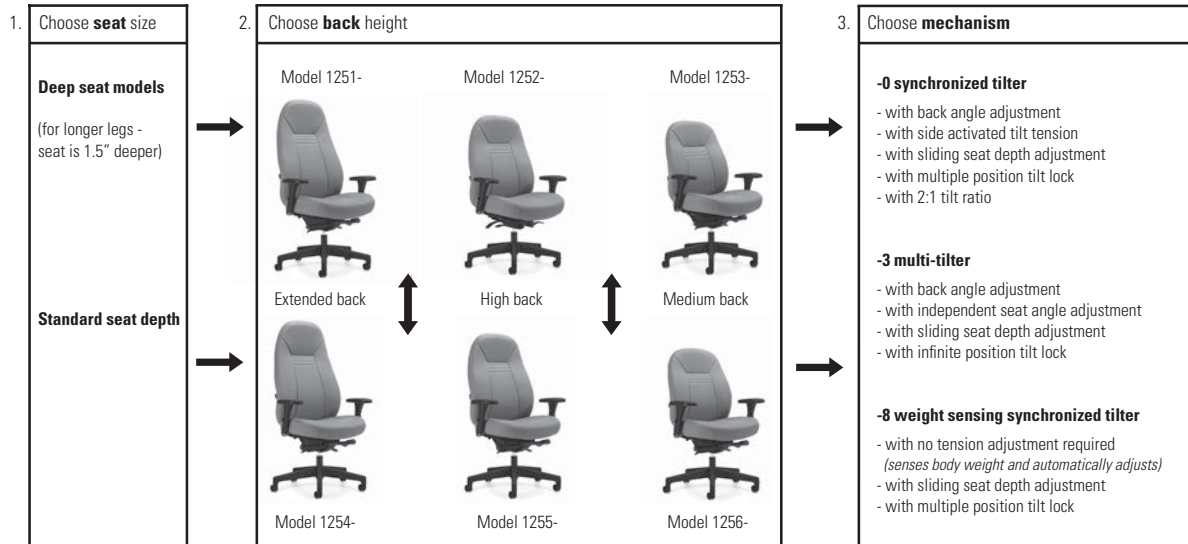 1. Choose seat size
Deep seat models
(for longer legs -
seat is 1.5" deeper)
Standard seat depth
2. Choose back height
Model 1251-
Model 1252-
Model 1253-
Extended back
High back
Medium back
Model 1254-
Model 1255-
Model 1256-
3. Choose mechanism
-0 synchronized tilter
- with back angle adjustment
- with side activated tilt tension
- with sliding seat depth adjustment
- with multiple position tilt lock
- with 2:1 tilt ratio
-3 multi-tilter
- with back angle adjustment
- with independent seat angle adjustment
- with sliding seat depth adjustment
- with infinite position tilt lock
-8 weight sensing synchronized tilter
- with no tension adjustment required
(senses body weight and automatically adjusts)
- with sliding seat depth adjustment
- with multiple position tilt lock